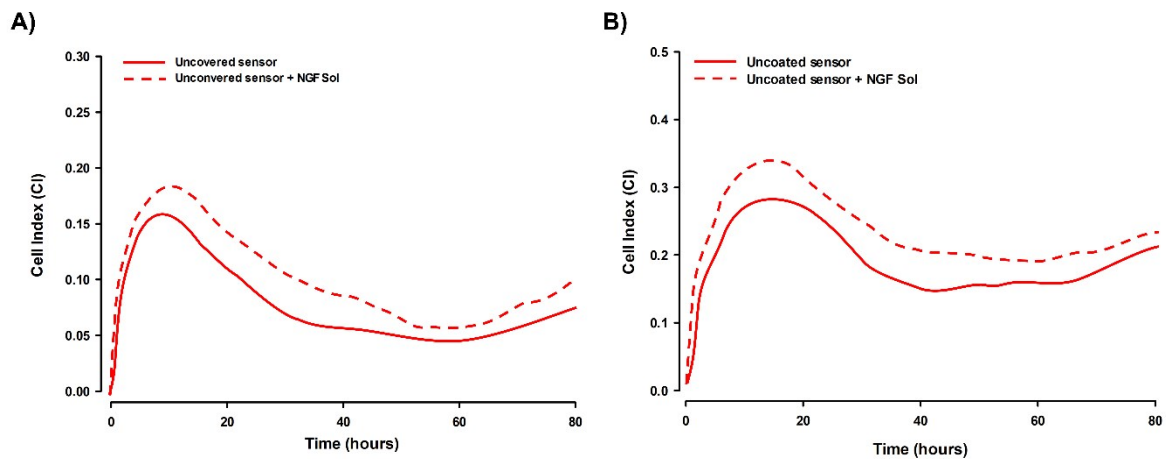 A)
Uncovered sensor
Unconvered sensor + NGF Sol
0.30
0.25
0.20
0.15
0.10
0.05
0.00
Cell Index (CI)
0 20 40 60 80
Time (hours)
B)
Uncoated sensor
Uncoated sensor + NGF Sol
0.5
0.4
0.3
0.2
0.1
0.0
Cell Index (CI)
0 20 40 60 80
Time (hours)